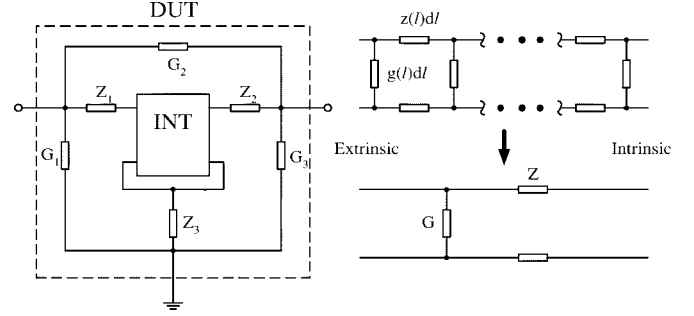 DUT
G2
Z1
Z2
INT
G1
G3
Z3
z(l)dl
g(l)dl
Extrinsic
Intrinsic
Z
G